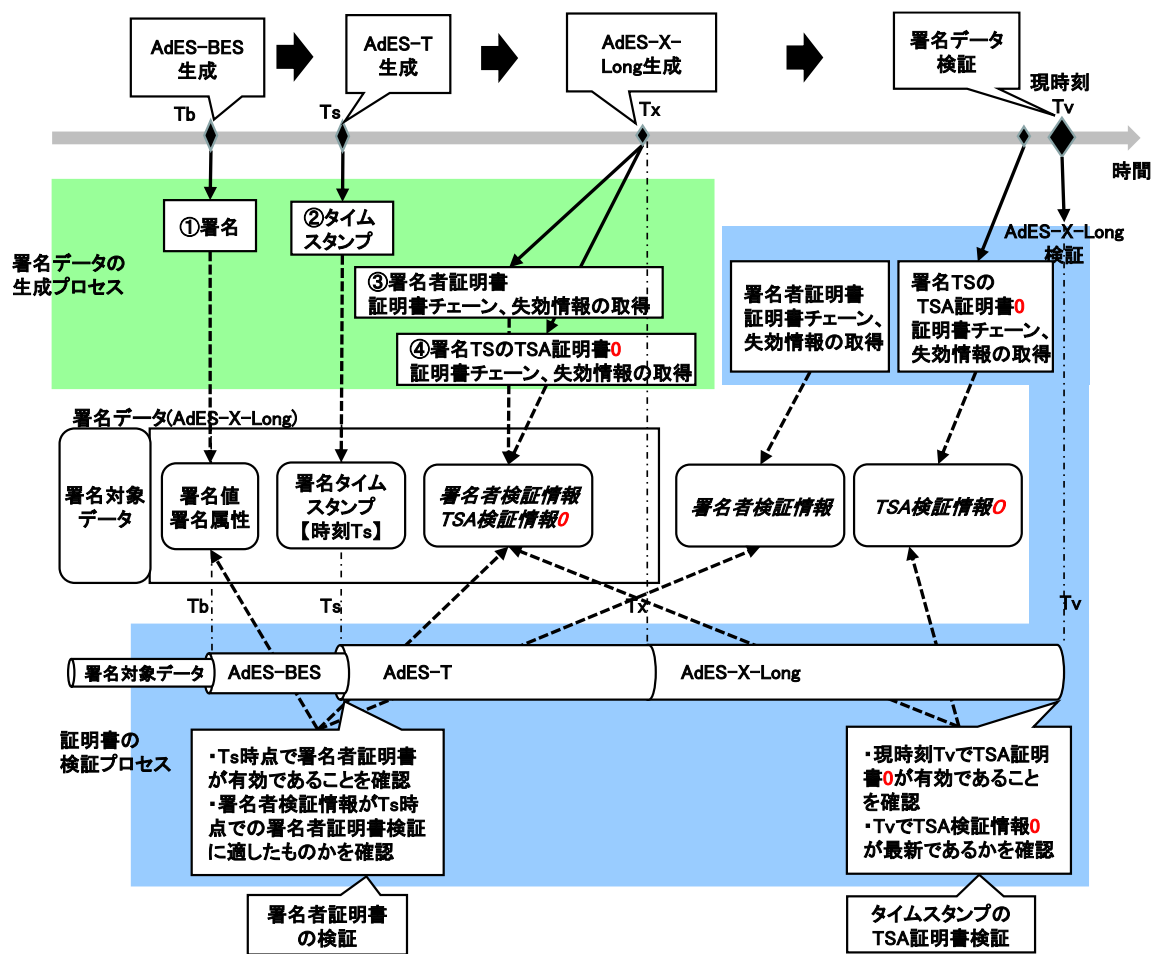 AdES-BES
生成
AdES-T
生成
AdES-X-
Long生成
署名データ
検証
現時刻
Tb
Ts
Tx
Tv
時間
①署名
②タイム
スタンプ
AdES-X-Long
検証
署名データの
生成プロセス
③署名者証明書
証明書チェーン、失効情報の取得
④署名TSのTSA証明書0
証明書チェーン、失効情報の取得
署名者証明書
証明書チェーン、
失効情報の取得
署名TSの
TSA証明書0
証明書チェーン、
失効情報の取得
署名データ(AdES-X-Long)
署名対象
データ
署名値
署名属性
署名タイム
スタンプ
【時刻Ts】
署名者検証情報
TSA検証情報0
署名者検証情報
TSA検証情報O
Tb
Ts
Tx
Tv
署名対象データ
AdES-BES
AdES-T
AdES-X-Long
証明書の
検証プロセス
・Ts時点で署名者証明書
が有効であることを確認
・署名者検証情報がTs時
点での署名者証明書検証
に適したものかを確認
・現時刻TvでTSA証明
書0が有効であること
を確認
・TvでTSA検証情報0
が最新であるかを確認
署名者証明書
の検証
タイムスタンプの
TSA証明書検証